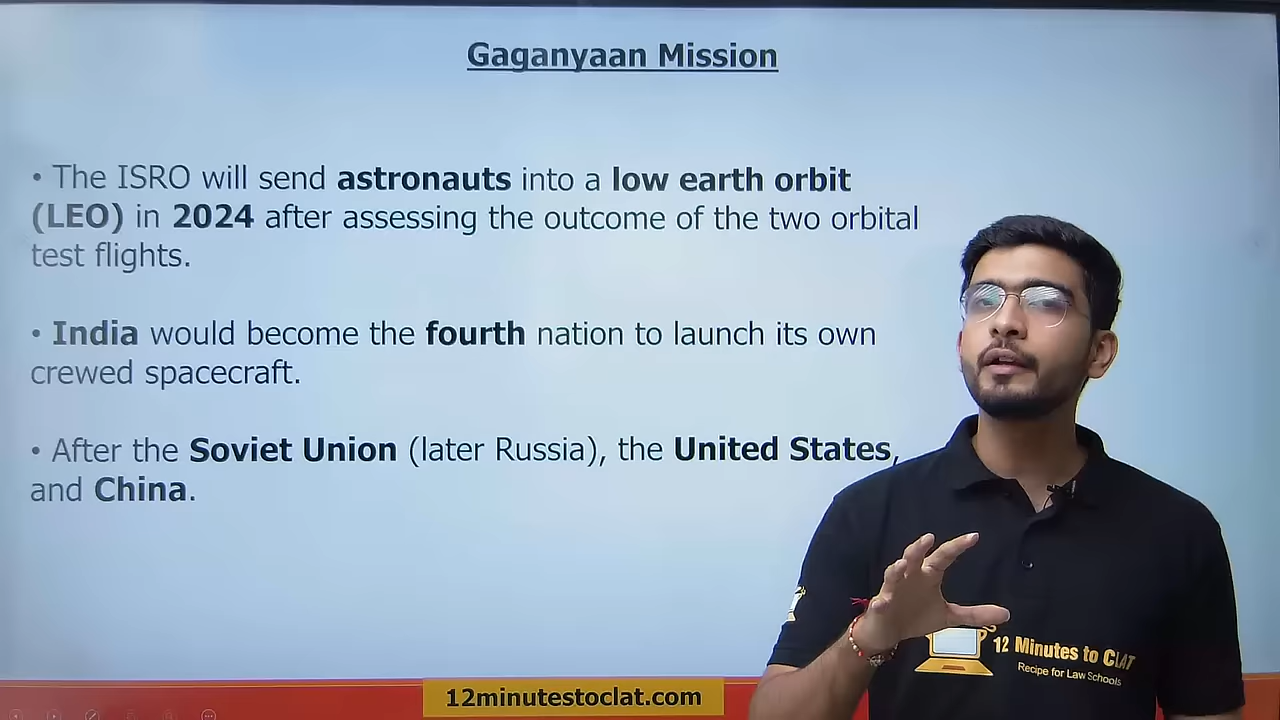 Gaganyaan Mission
• The ISRO will send astronauts into a low earth orbit
(LEO) in 2024 after assessing the outcome of the two orbital
test flights.
• India would become the fourth nation to launch its own
crewed spacecraft.
• After the Soviet Union (later Russia), the United States,
and China.
12 Minutes to CLAT
Recipe for Law Schools
12minutestoclat.com